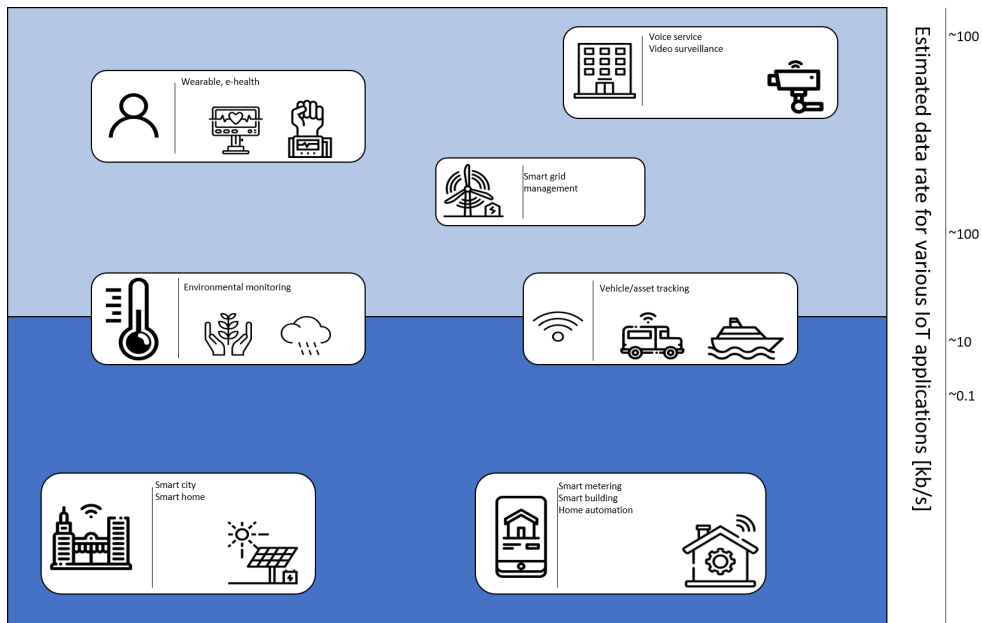 Voice service
Video surveillance
Wearable, e-health
Smart grid
management
Environmental monitoring
Vehicle/asset tracking
Smart city
Smart home
Smart metering
Smart building
Home automation
Estimated data rate for various IoT applications [kb/s]
~100
~100
~10
~0.1